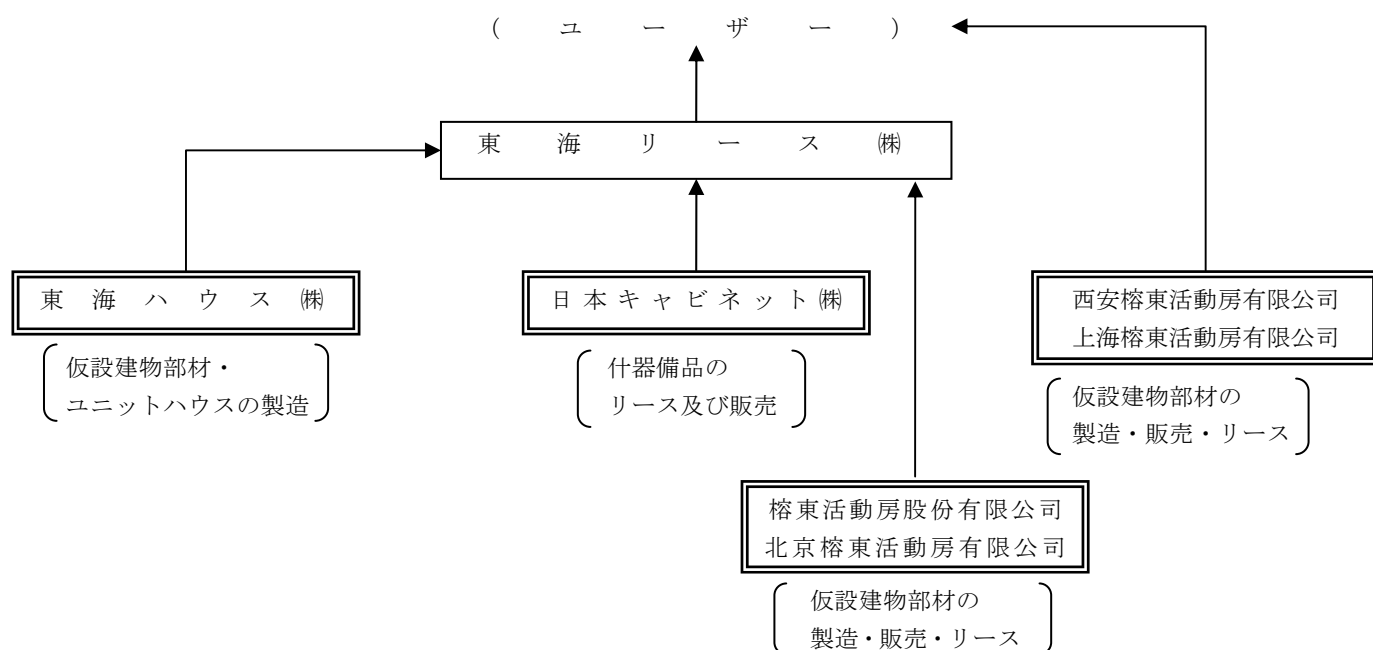 (ユーザー)
東海リース㈱
東海ハウス㈱
日本キャビネット㈱
西安榕東活動房有限公司
上海榕東活動房有限公司
仮設建物部材・
ユニットハウスの製造
什器備品の
リース及び販売
仮設建物部材の
製造・販売・リース
榕東活動房股份有限公司
北京榕東活動房有限公司
仮設建物部材の
製造・販売・リース